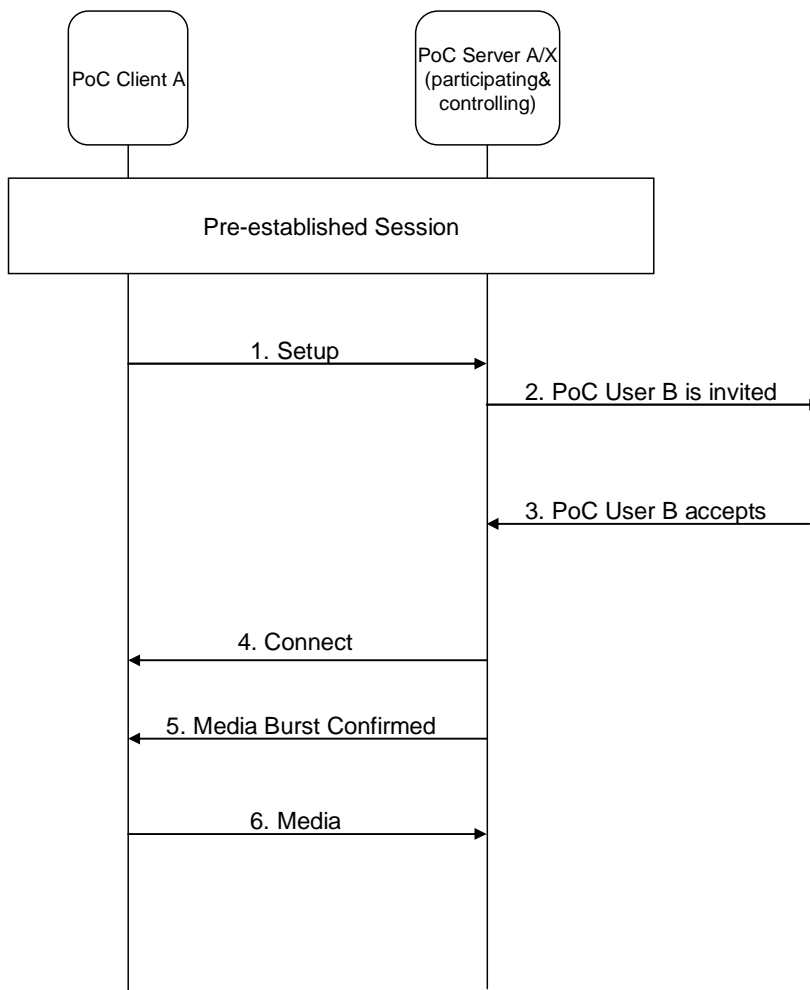 PoC Client A
PoC Server A/X
(participating&
controlling)
Pre-established Session
1. Setup
2. PoC User B is invited
3. PoC User B accepts
4. Connect
5. Media Burst Confirmed
6. Media